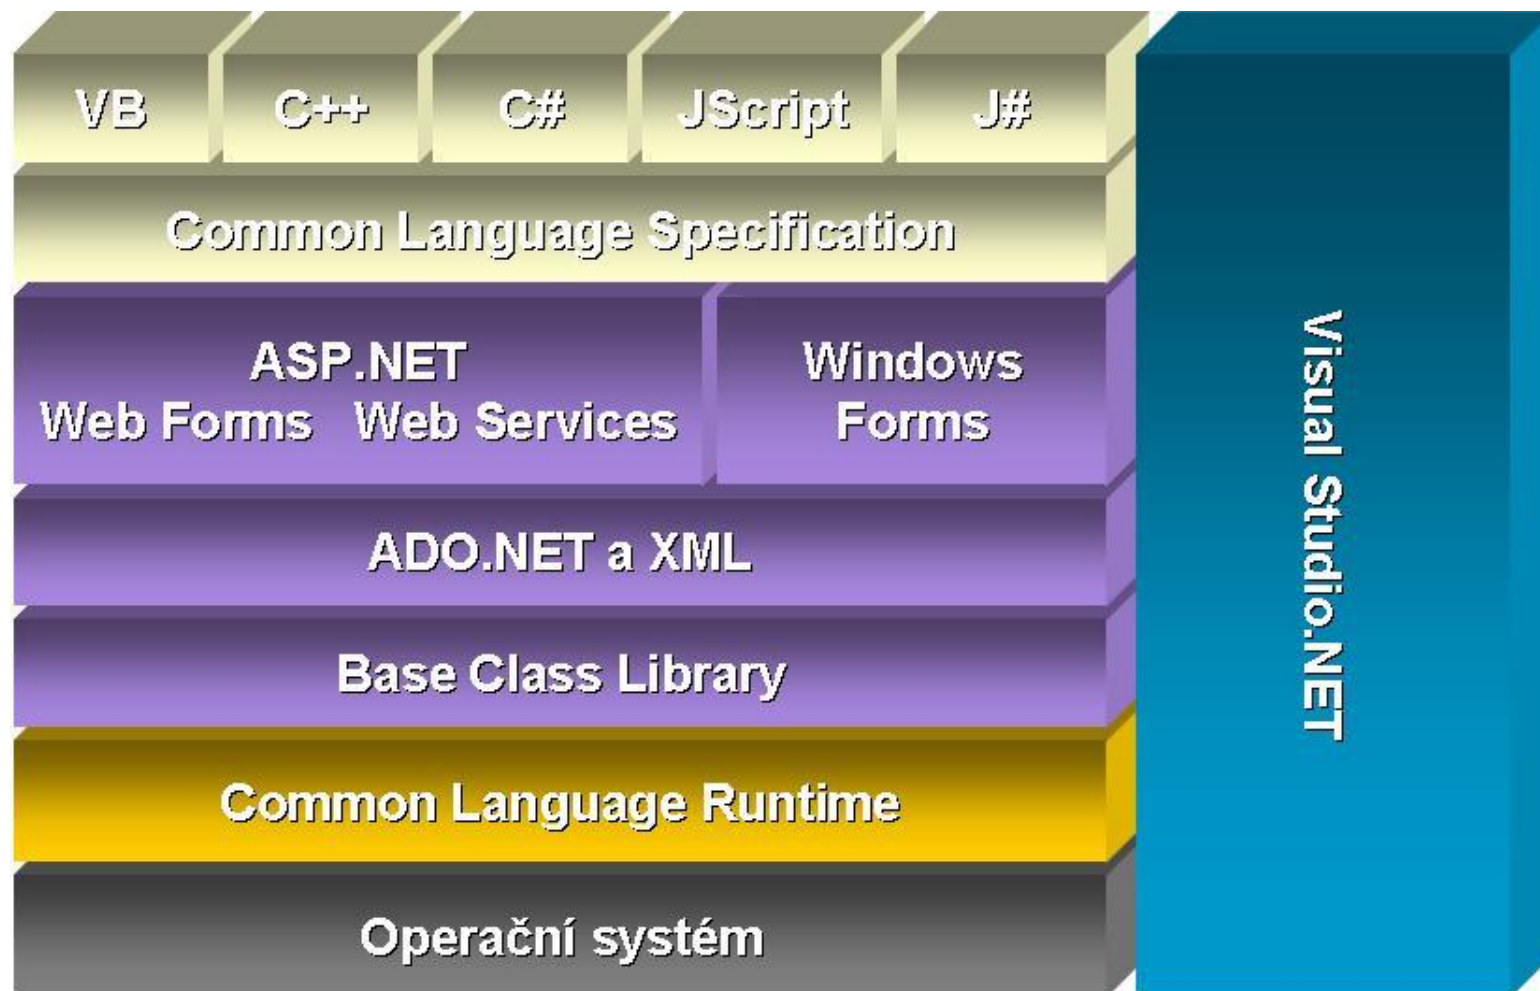 VB
C++
C#
JScript
J#
Common Language Specification
ASP.NET
Web Forms Web Services
Windows
Forms
ADO.NET a XML
Base Class Library
Common Language Runtime
Operační systém
Visual Studio.NET